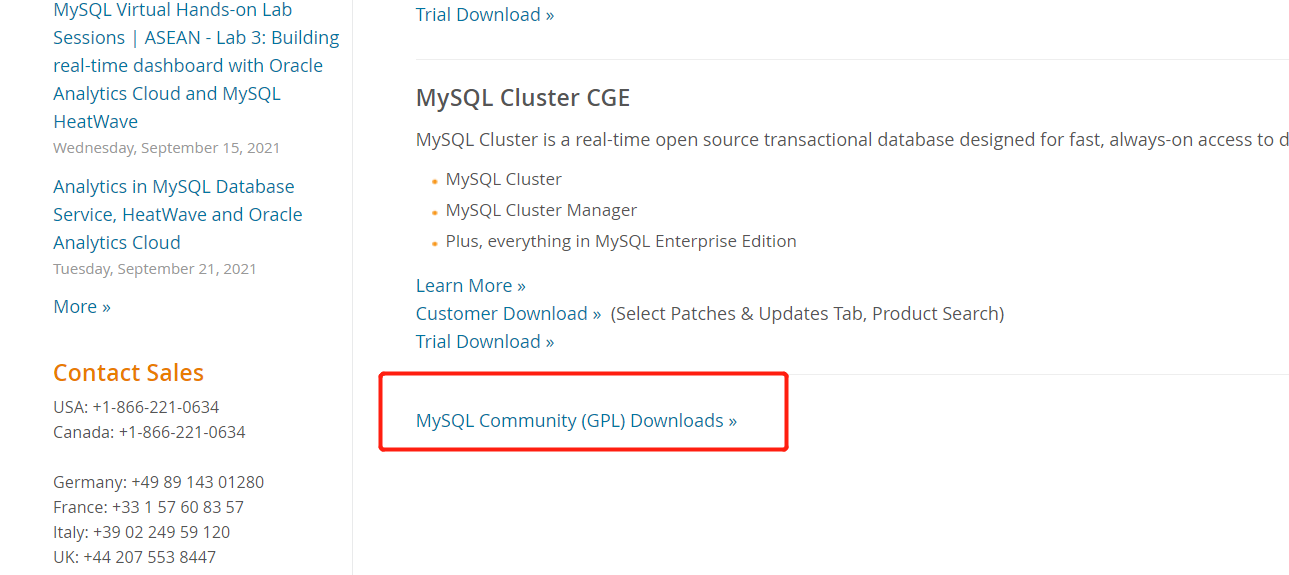 MySQL Virtual Hands-on Lab
Sessions | ASEAN - Lab 3: Building
real-time dashboard with Oracle
Analytics Cloud and MySQL
HeatWave
Wednesday, September 15, 2021
Analytics in MySQL Database
Service, HeatWave and Oracle
Analytics Cloud
Tuesday, September 21, 2021
More »
Contact Sales
USA: +1-866-221-0634
Canada: +1-866-221-0634
Germany: +49 89 143 01280
France: +33 1 57 60 83 57
Italy: +39 02 249 59 120
UK: +44 207 553 8447
Trial Download »
MySQL Cluster CGE
MySQL Cluster is a real-time open source transactional database designed for fast, always-on access to d
MySQL Cluster
MySQL Cluster Manager
Plus, everything in MySQL Enterprise Edition
Learn More »
Customer Download » (Select Patches & Updates Tab, Product Search)
Trial Download »
MySQL Community (GPL) Downloads »